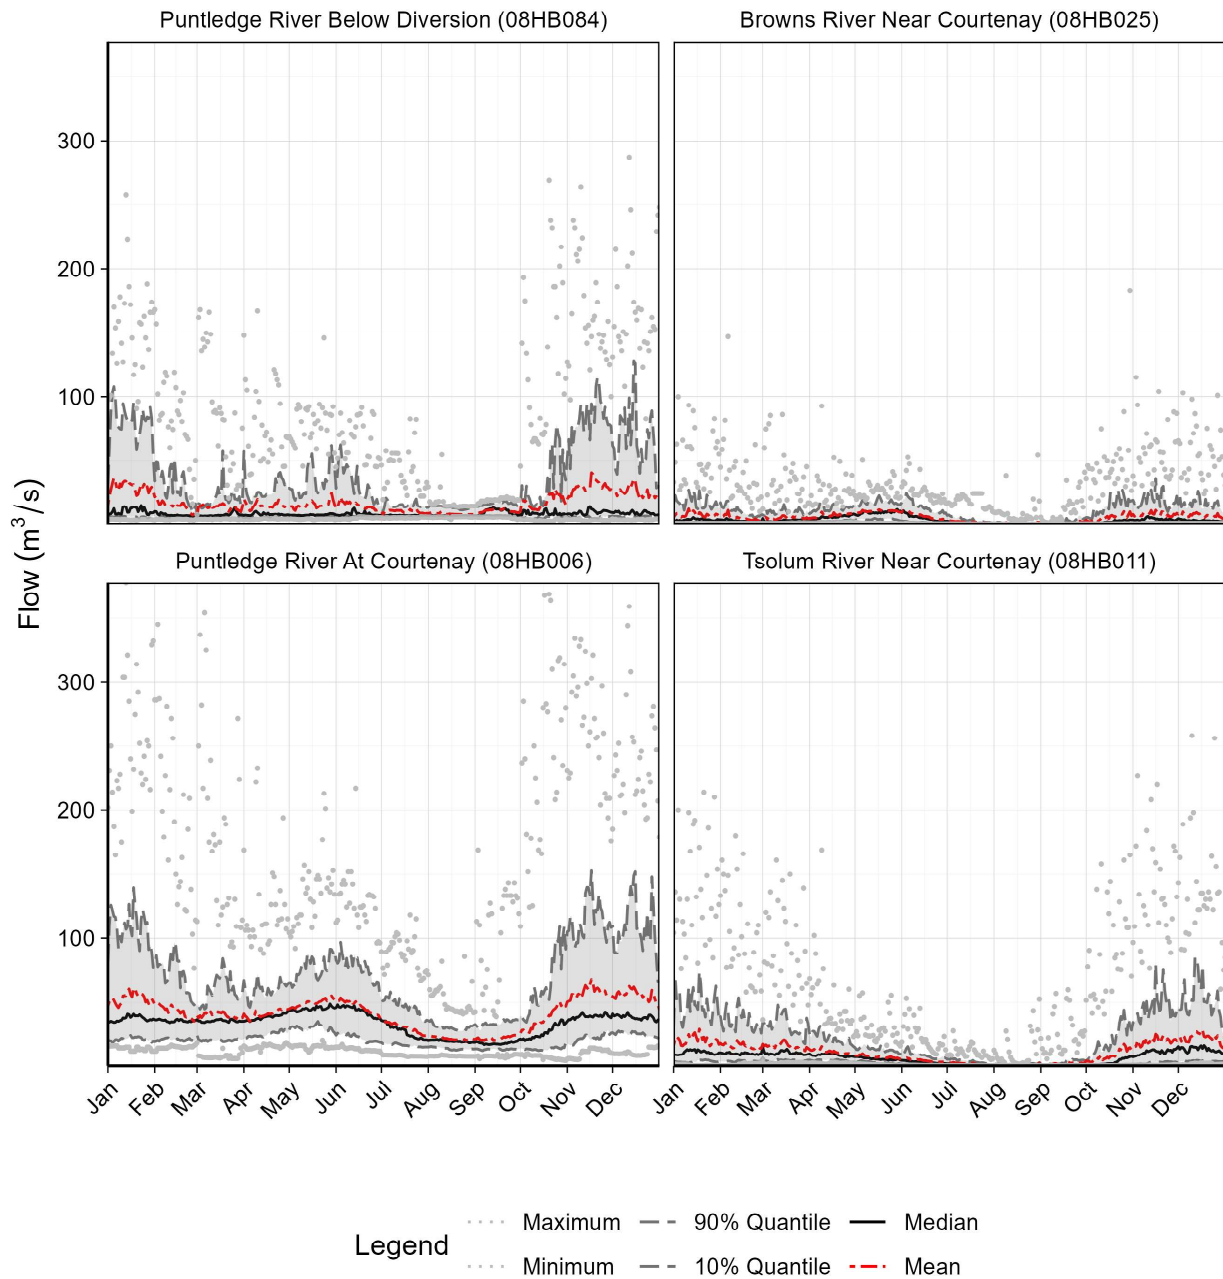 Puntledge River Below Diversion (08HB084)
Browns River Near Courtenay (08HB025)
300
200
100
Puntledge River At Courtenay (08HB006)
Tsolum River Near Courtenay (08HB011)
Flow (m³/s)
300
200
100
Jan Feb Mar Apr May Jun Jul Aug Sep Oct Nov Dec
Jan Feb Mar Apr May Jun Jul Aug Sep Oct Nov Dec
Legend
Maximum 90% Quantile Median
Minimum 10% Quantile Mean